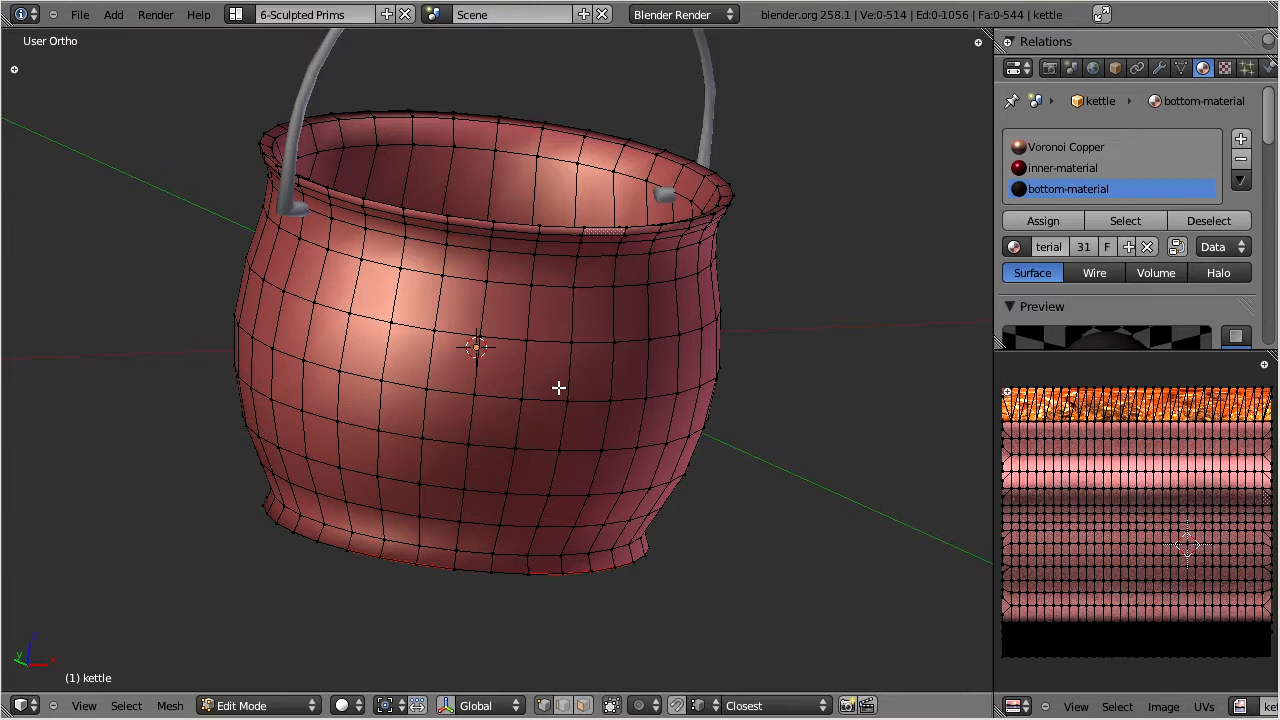 File Add Render Help 6-Sculpted Prims Scene Blender Render blender.org 258.1 | Ve:0-514 | Ed:0-1056 | Fa:0-544 | kettle
User Ortho
Relations
kettle bottom-material
Voronoi Copper
inner-material
bottom-material
Assign Select Deselect
terial 31 F Data
Surface Wire Volume Halo
Preview
z
y x
(1) kettle
View Select Mesh Edit Mode Global Closest View Select Image UVs ke